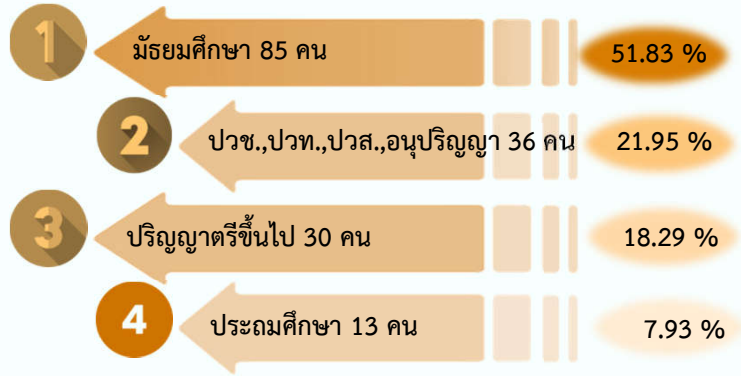 1 มัธยมศึกษา 85 คน 51.83 %
2 ปวช.,ปวท.,ปวส.,อนุปริญญา 36 คน 21.95 %
3 ปริญญาตรีขึ้นไป 30 คน 18.29 %
4 ประถมศึกษา 13 คน 7.93 %